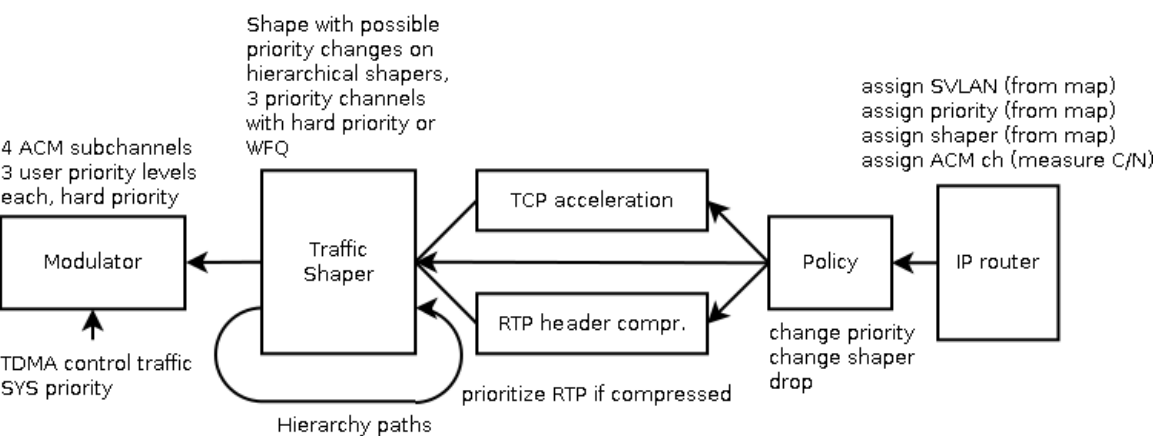 Shape with possible
priority changes on
hierarchical shapers,
3 priority channels
with hard priority or
WFQ
assign SVLAN (from map)
assign priority (from map)
assign shaper (from map)
assign ACM ch (measure C/N)
4 ACM subchannels
3 user priority levels
each, hard priority
Modulator
Traffic
Shaper
TCP acceleration
RTP header compr.
Policy
IP router
TDMA control traffic
SYS priority
prioritize RTP if compressed
change priority
change shaper
drop
Hierarchy paths